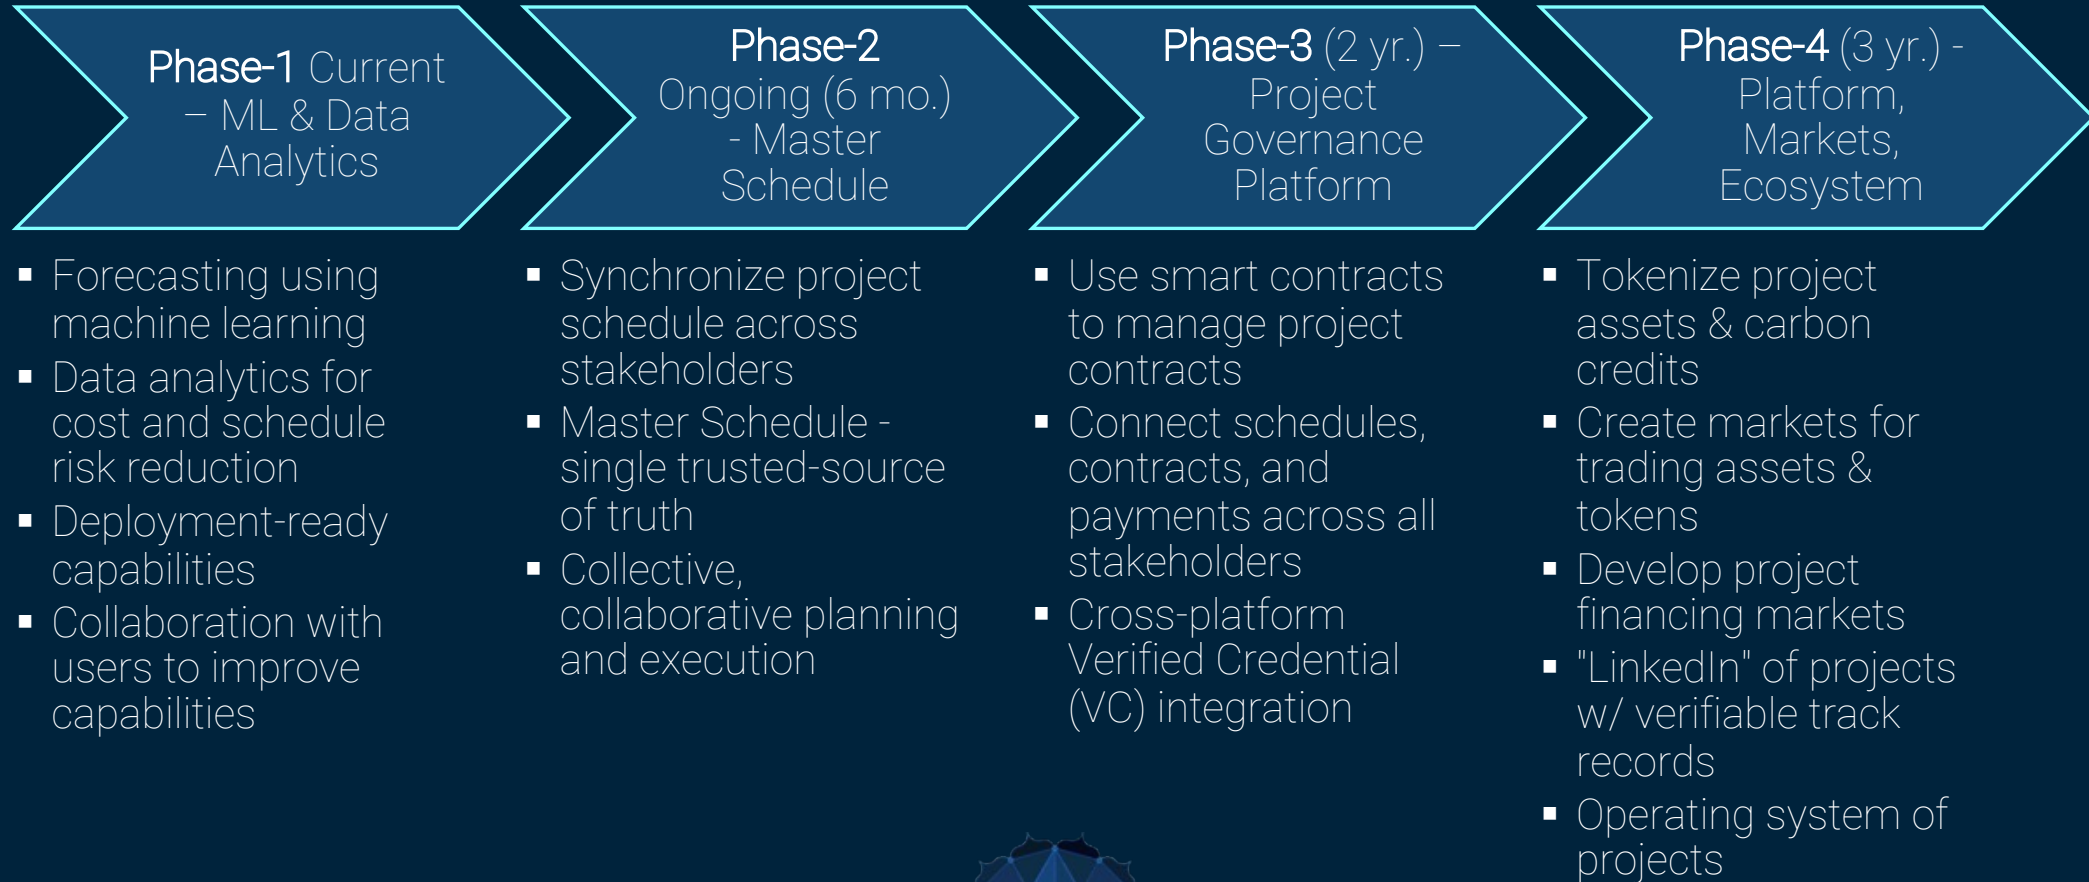 Phase-1 Current
– ML & Data
Analytics
▪ Forecasting using
machine learning
▪ Data analytics for
cost and schedule
risk reduction
▪ Deployment-ready
capabilities
▪ Collaboration with
users to improve
capabilities
Phase-2
Ongoing (6 mo.)
- Master
Schedule
▪ Synchronize project
schedule across
stakeholders
▪ Master Schedule -
single trusted-source
of truth
▪ Collective,
collaborative planning
and execution
Phase-3 (2 yr.) –
Project
Governance
Platform
▪ Use smart contracts
to manage project
contracts
▪ Connect schedules,
contracts, and
payments across all
stakeholders
▪ Cross-platform
Verified Credential
(VC) integration
Phase-4 (3 yr.) -
Platform,
Markets,
Ecosystem
▪ Tokenize project
assets & carbon
credits
▪ Create markets for
trading assets &
tokens
▪ Develop project
financing markets
▪ "LinkedIn" of projects
w/ verifiable track
records
▪ Operating system of
projects